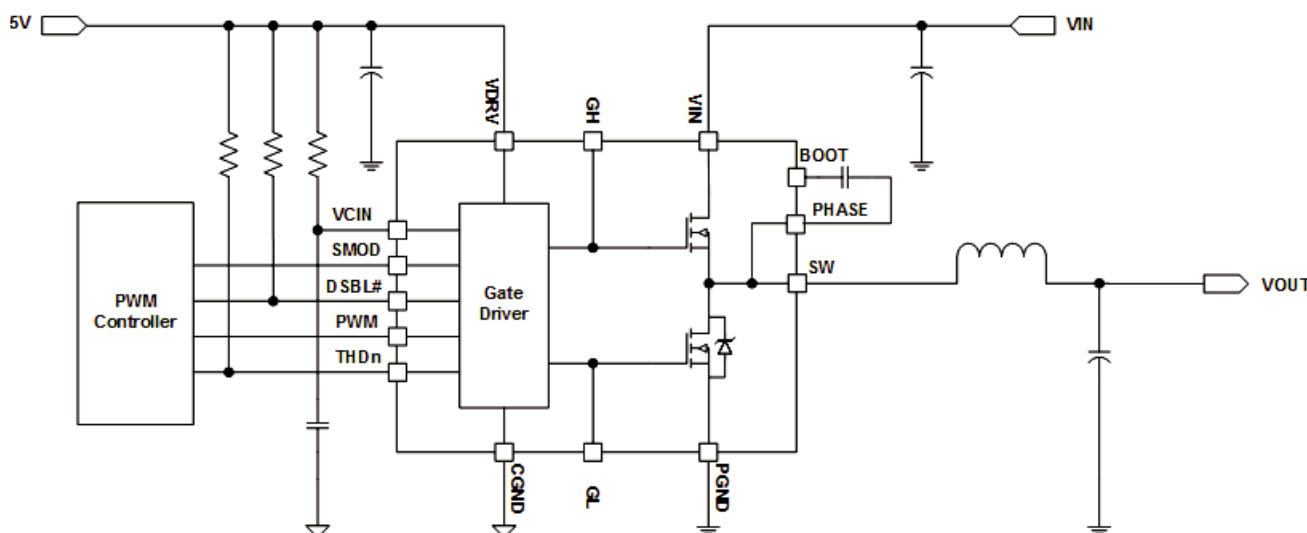 5V
VIN
VDRV
GH
VIN
BOOT
PHASE
VCIN
SMOD
DSBL#
PWM
THDn
PWM
Controller
Gate
Driver
SW
VOUT
CGND
GL
PGND